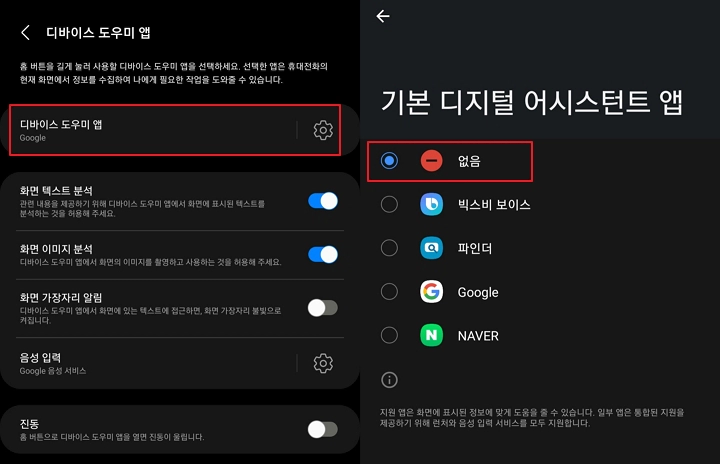 디바이스 도우미 앱
홈 버튼을 길게 눌러 사용할 디바이스 도우미 앱을 선택하세요. 선택한 앱은 휴대전화의
현재 화면에서 정보를 수집하여 나에게 필요한 작업을 도와줄 수 있습니다.
디바이스 도우미 앱
Google
화면 텍스트 분석
관련 내용을 제공하기 위해 디바이스 도우미 앱에서 화면에 표시된 텍스트를
분석하는 것을 허용해 주세요.
화면 이미지 분석
디바이스 도우미 앱에서 화면의 이미지를 촬영하고 사용하는 것을 허용해 주세요.
화면 가장자리 알림
디바이스 도우미 앱에서 화면에 있는 텍스트에 접근하면, 화면 가장자리 불빛으로
켜집니다.
음성 입력
Google 음성 서비스
진동
홈 버튼으로 디바이스 도우미 앱을 열면 진동이 울립니다.
기본 디지털 어시스턴트 앱
없음
빅스비 보이스
파인더
Google
NAVER
지원 앱은 화면에 표시된 정보에 맞게 도움을 줄 수 있습니다. 일부 앱은 통합된 지원을
제공하기 위해 런처와 음성 입력 서비스를 모두 지원합니다.